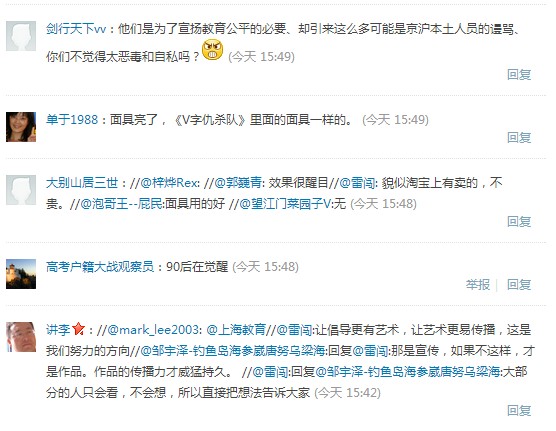 剑行天下vv：他们是为了宣扬教育公平的必要、却引来这么多可能是京沪本土人员的谩骂、
你们不觉得太恶毒和自私吗？ (今天 15:49)
回复
单于1988：面具亮了，《V字仇杀队》里面的面具一样的。 (今天 15:49)
回复
大别山居三世：//@梓烨Rex: //@郭巍青: 效果很醒目//@雷闯: 貌似淘宝上有卖的，不
贵。//@泡哥王--屁民:面具用的好 //@望江门菜园子V:无 (今天 15:48)
回复
高考户籍大战观察员：90后在觉醒 (今天 15:48)
举报 | 回复
讲李：//@mark_lee2003: @上海教育//@雷闯:让倡导更有艺术，让艺术更易传播，这是
我们努力的方向//@邹宇泽-钓鱼岛海参崴唐努乌梁海:回复@雷闯:那是宣传，如果不这样，才
是作品。作品的传播力才威猛持久。 //@雷闯:回复@邹宇泽-钓鱼岛海参崴唐努乌梁海:大部
分的人只会看，不会想，所以直接把想法告诉大家 (今天 15:42)
回复